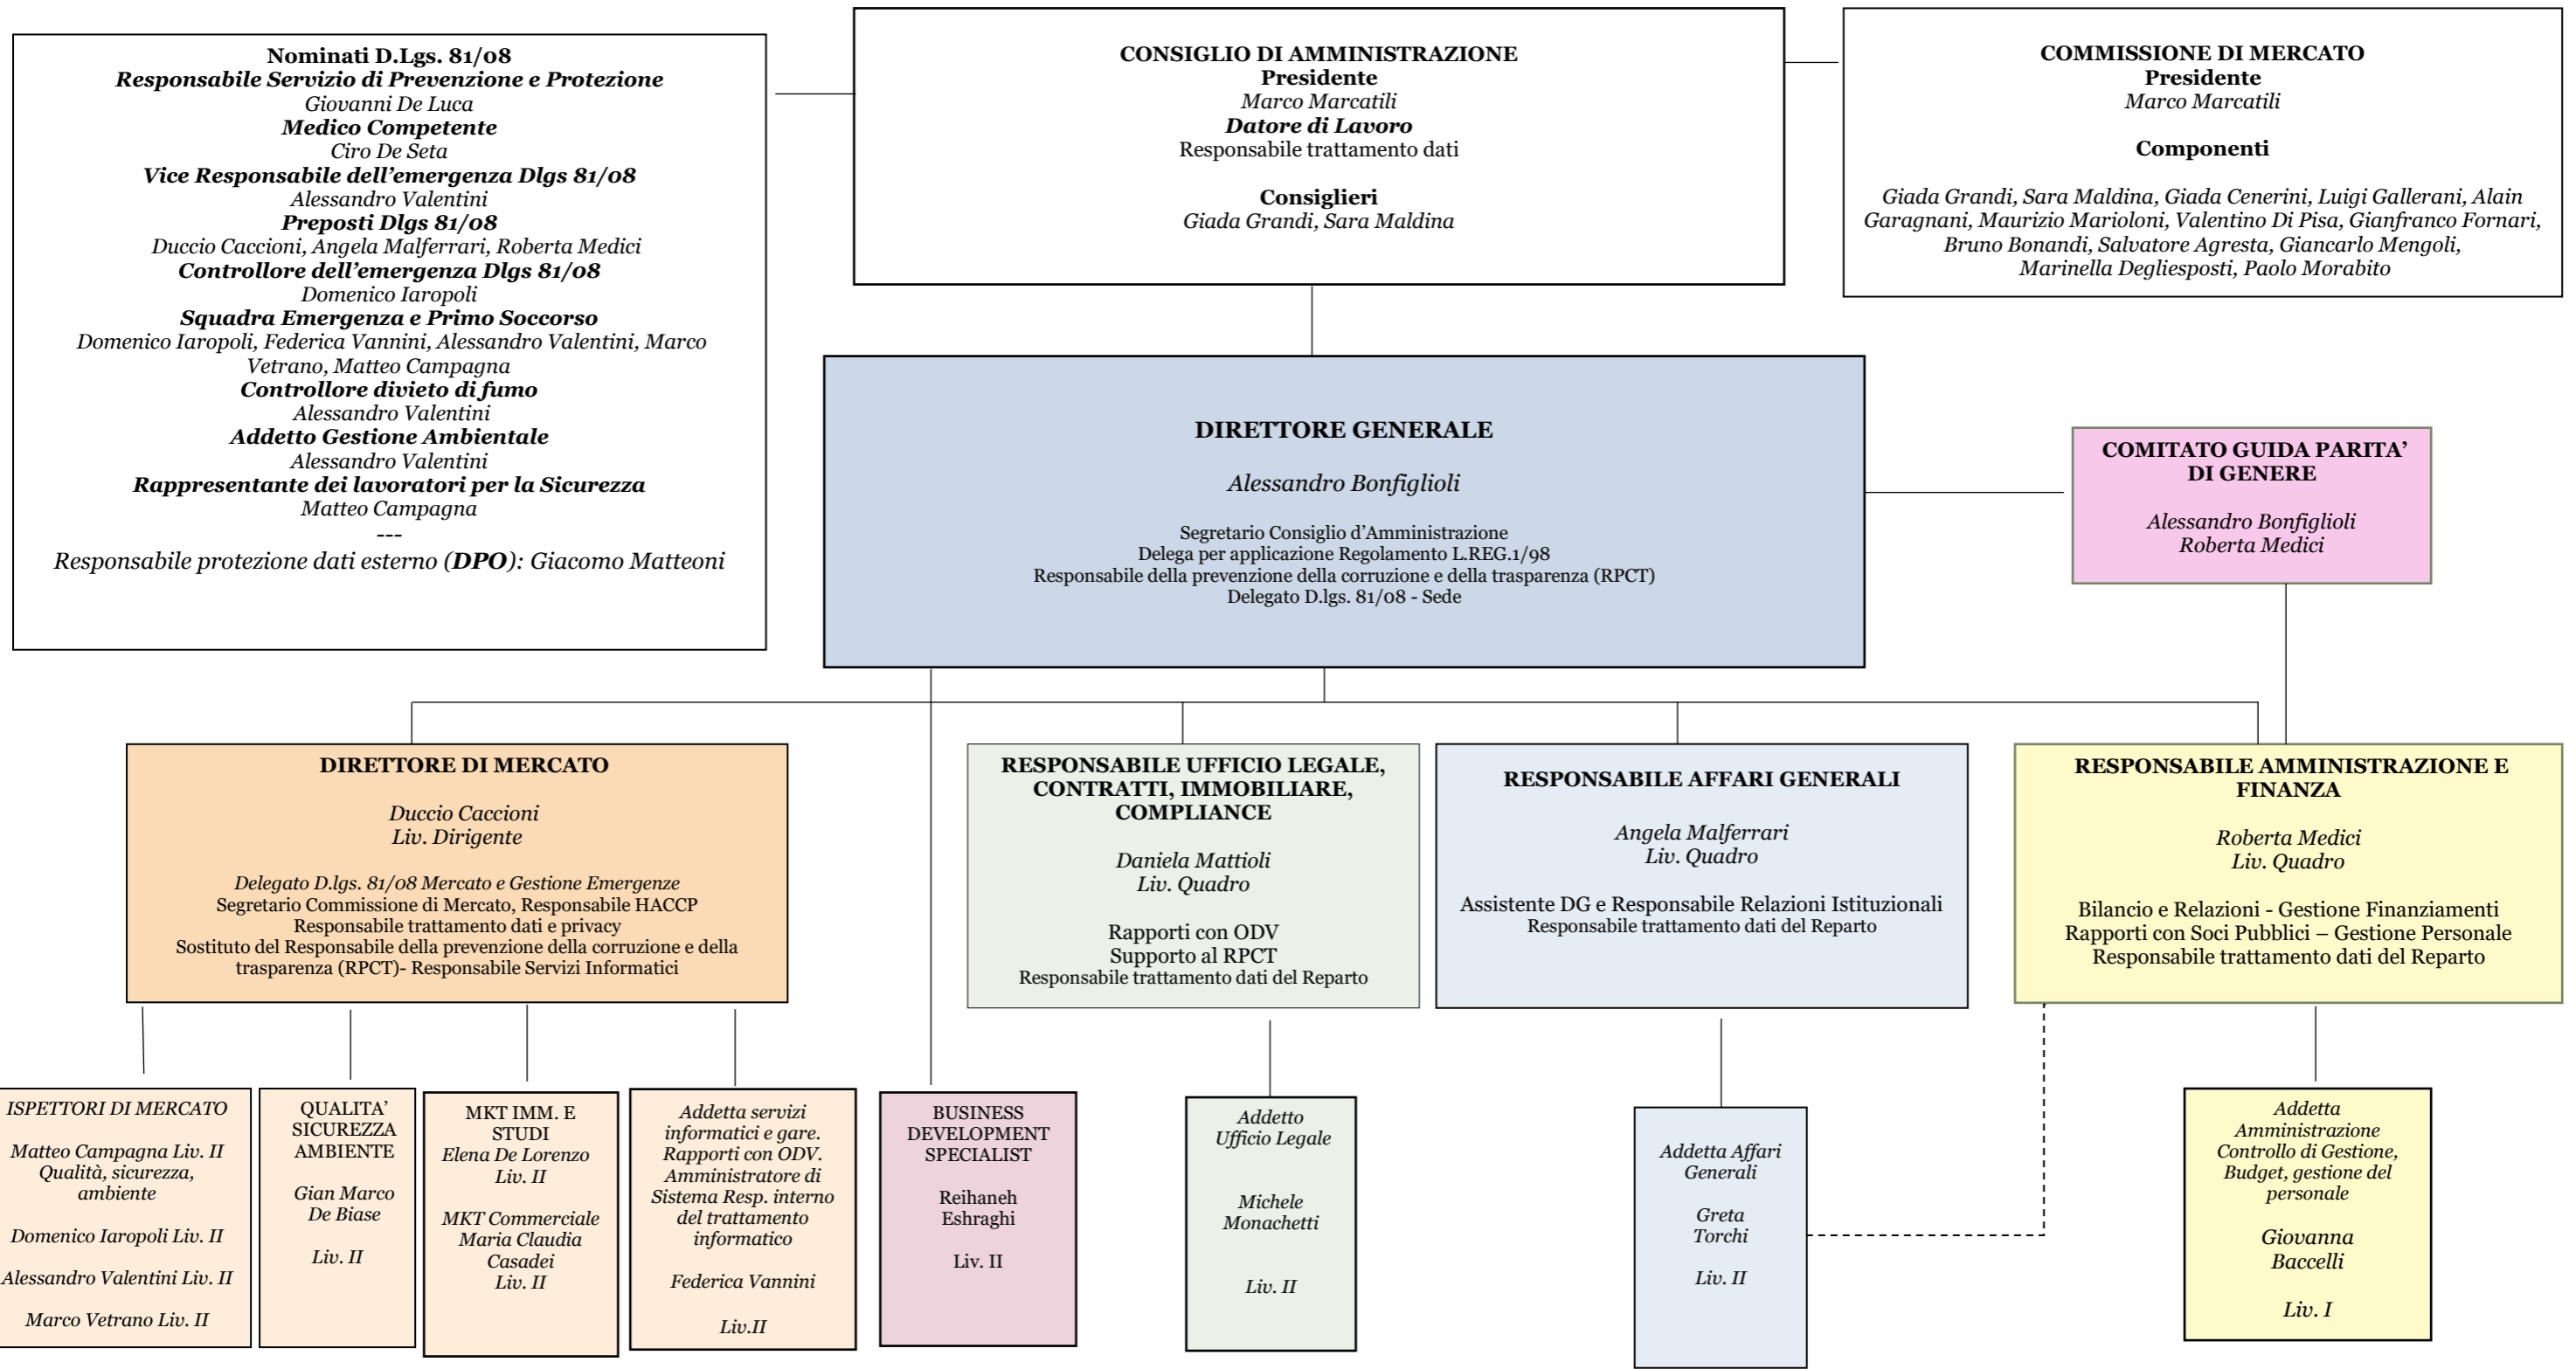 Nominati D.Lgs. 81/08
Responsabile Servizio di Prevenzione e Protezione
Giovanni De Luca
Medico Competente
Ciro De Seta
Vice Responsabile dell’emergenza Dlgs 81/08
Alessandro Valentini
Preposti Dlgs 81/08
Duccio Caccioni, Angela Malferrari, Roberta Medici
Controllore dell’emergenza Dlgs 81/08
Domenico Iaropoli
Squadra Emergenza e Primo Soccorso
Domenico Iaropoli, Federica Vannini, Alessandro Valentini, Marco
Vetrano, Matteo Campagna
Controllore divieto di fumo
Alessandro Valentini
Addetto Gestione Ambientale
Alessandro Valentini
Rappresentante dei lavoratori per la Sicurezza
Matteo Campagna
---
Responsabile protezione dati esterno (DPO): Giacomo Matteoni
CONSIGLIO DI AMMINISTRAZIONE
Presidente
Marco Marcatili
Datore di Lavoro
Responsabile trattamento dati
Consiglieri
Giada Grandi, Sara Maldina
COMMISSIONE DI MERCATO
Presidente
Marco Marcatili
Componenti
Giada Grandi, Sara Maldina, Giada Cenerini, Luigi Gallerani, Alain
Garagnani, Maurizio Marioloni, Valentino Di Pisa, Gianfranco Fornari,
Bruno Bonandi, Salvatore Agresta, Giancarlo Mengoli,
Marinella Degliesposti, Paolo Morabito
DIRETTORE GENERALE
Alessandro Bonfiglioli
Segretario Consiglio d’Amministrazione
Delega per applicazione Regolamento L.REG.1/98
Responsabile della prevenzione della corruzione e della trasparenza (RPCT)
Delegato D.lgs. 81/08 - Sede
COMITATO GUIDA PARITA’
DI GENERE
Alessandro Bonfiglioli
Roberta Medici
DIRETTORE DI MERCATO
Duccio Caccioni
Liv. Dirigente
Delegato D.lgs. 81/08 Mercato e Gestione Emergenze
Segretario Commissione di Mercato, Responsabile HACCP
Responsabile trattamento dati e privacy
Sostituto del Responsabile della prevenzione della corruzione e della
trasparenza (RPCT)- Responsabile Servizi Informatici
RESPONSABILE UFFICIO LEGALE,
CONTRATTI, IMMOBILIARE,
COMPLIANCE
Daniela Mattioli
Liv. Quadro
Rapporti con ODV
Supporto al RPCT
Responsabile trattamento dati del Reparto
RESPONSABILE AFFARI GENERALI
Angela Malferrari
Liv. Quadro
Assistente DG e Responsabile Relazioni Istituzionali
Responsabile trattamento dati del Reparto
RESPONSABILE AMMINISTRAZIONE E
FINANZA
Roberta Medici
Liv. Quadro
Bilancio e Relazioni - Gestione Finanziamenti
Rapporti con Soci Pubblici – Gestione Personale
Responsabile trattamento dati del Reparto
ISPETTORI DI MERCATO
Matteo Campagna Liv. II
Qualità, sicurezza,
ambiente
Domenico Iaropoli Liv. II
Alessandro Valentini Liv. II
Marco Vetrano Liv. II
QUALITA’
SICUREZZA
AMBIENTE
Gian Marco
De Biase
Liv. II
MKT IMM. E
STUDI
Elena De Lorenzo
Liv. II
MKT Commerciale
Maria Claudia
Casadei
Liv. II
Addetta servizi
informatici e gare.
Rapporti con ODV.
Amministratore di
Sistema Resp. interno
del trattamento
informatico
Federica Vannini
Liv.II
BUSINESS
DEVELOPMENT
SPECIALIST
Reihaneh
Eshraghi
Liv. II
Addetto
Ufficio Legale
Michele
Monachetti
Liv. II
Addetta Affari
Generali
Greta
Torchi
Liv. II
Addetta
Amministrazione
Controllo di Gestione,
Budget, gestione del
personale
Giovanna
Baccelli
Liv. I